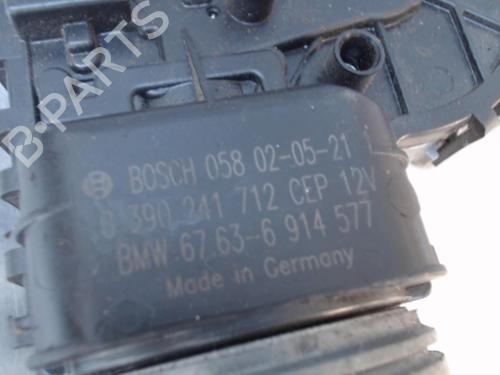 B-PARTS
BOSCH 058 02-05-21
0 390 241 712 CEP 12V
BMW 67.63-6 914 577
Made in Germany